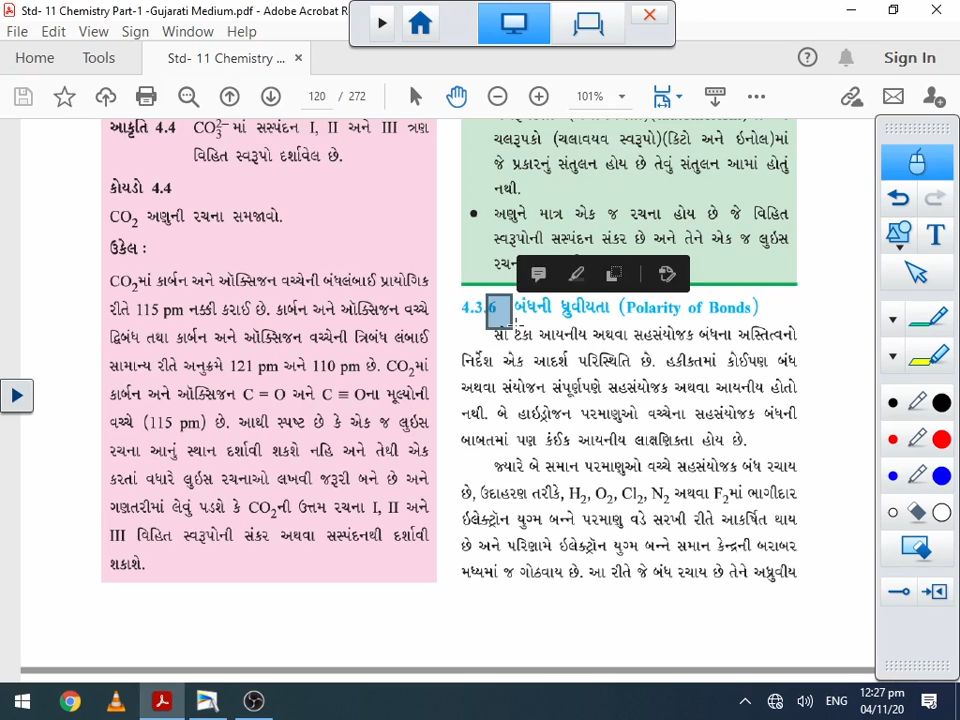 Std- 11 Chemistry Part-1 -Gujarati Medium.pdf - Adobe Acrobat R
File Edit View Sign Window Help
Home Tools Std- 11 Chemistry ... × Sign In
120 / 272 101%
આકૃતિ 4.4 CO₃²⁻માં સસ્પંદન I, II અને III ત્રણ
વિહિત સ્વરૂપો દર્શાવેલ છે.
કોયડો 4.4
CO₂ અણુની રચના સમજાવો.
ઉકેલ :
CO₂માં કાર્બન અને ઑક્સિજન વચ્ચેની બંધલંબાઈ પ્રાયોગિક
રીતે 115 pm નક્કી કરાઈ છે. કાર્બન અને ઑક્સિજન વચ્ચે
દ્વિબંધ તથા કાર્બન અને ઑક્સિજન વચ્ચેની ત્રિબંધ લંબાઈ
સામાન્ય રીતે અનુક્રમે 121 pm અને 110 pm છે. CO₂માં
કાર્બન અને ઑક્સિજન C = O અને C ≡ Oના મૂલ્યોની
વચ્ચે (115 pm) છે. આથી સ્પષ્ટ છે કે એક જ લુઇસ
રચના આનું સ્થાન દર્શાવી શકશે નહિ અને તેથી એક
કરતાં વધારે લુઇસ રચનાઓ લખવી જરૂરી બને છે અને
ગણતરીમાં લેવું પડશે કે CO₂ની ઉત્તમ રચના I, II અને
III વિહિત સ્વરૂપોની સંકર અથવા સસ્પંદનથી દર્શાવી
શકાશે.
ચલરૂપકો (ચલાવયવ સ્વરૂપો)(કિટો અને ઇનોલ)માં
જે પ્રકારનું સંતુલન હોય છે તેવું સંતુલન આમાં હોતું
નથી.
● અણુને માત્ર એક જ રચના હોય છે જે વિહિત
સ્વરૂપોની સસ્પંદન સંકર છે અને તેને એક જ લુઇસ
4.3.6 બંધની ધ્રુવીયતા (Polarity of Bonds)
સો ટકા આયનીય અથવા સહસંયોજક બંધના અસ્તિત્વનો
નિર્દેશ એક આદર્શ પરિસ્થિતિ છે. હકીકતમાં કોઈપણ બંધ
અથવા સંયોજન સંપૂર્ણપણે સહસંયોજક અથવા આયનીય હોતો
નથી. બે હાઇડ્રોજન પરમાણુઓ વચ્ચેના સહસંયોજક બંધની
બાબતમાં પણ કંઈક આયનીય લાક્ષણિકતા હોય છે.
જ્યારે બે સમાન પરમાણુઓ વચ્ચે સહસંયોજક બંધ રચાય
છે, ઉદાહરણ તરીકે, H₂, O₂, Cl₂, N₂ અથવા F₂માં ભાગીદાર
ઇલેક્ટ્રૉન યુગ્મ બન્ને પરમાણુ વડે સરખી રીતે આકર્ષિત થાય
છે અને પરિણામે ઇલેક્ટ્રૉન યુગ્મ બન્ને સમાન કેન્દ્રની બરાબર
મધ્યમાં જ ગોઠવાય છે. આ રીતે જે બંધ રચાય છે તેને અધ્રુવીય
T
ENG 12:27 pm
04/11/20